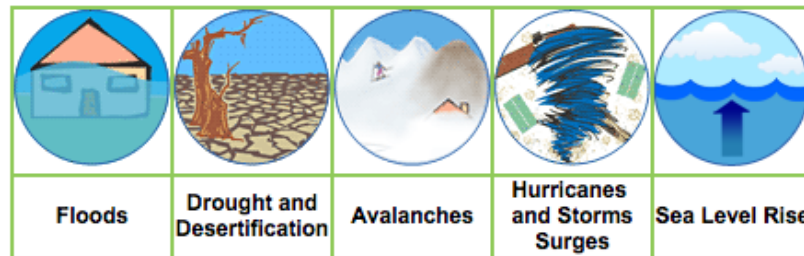 Floods
Drought and
Desertification
Avalanches
Hurricanes
and Storms
Surges
Sea Level Rise